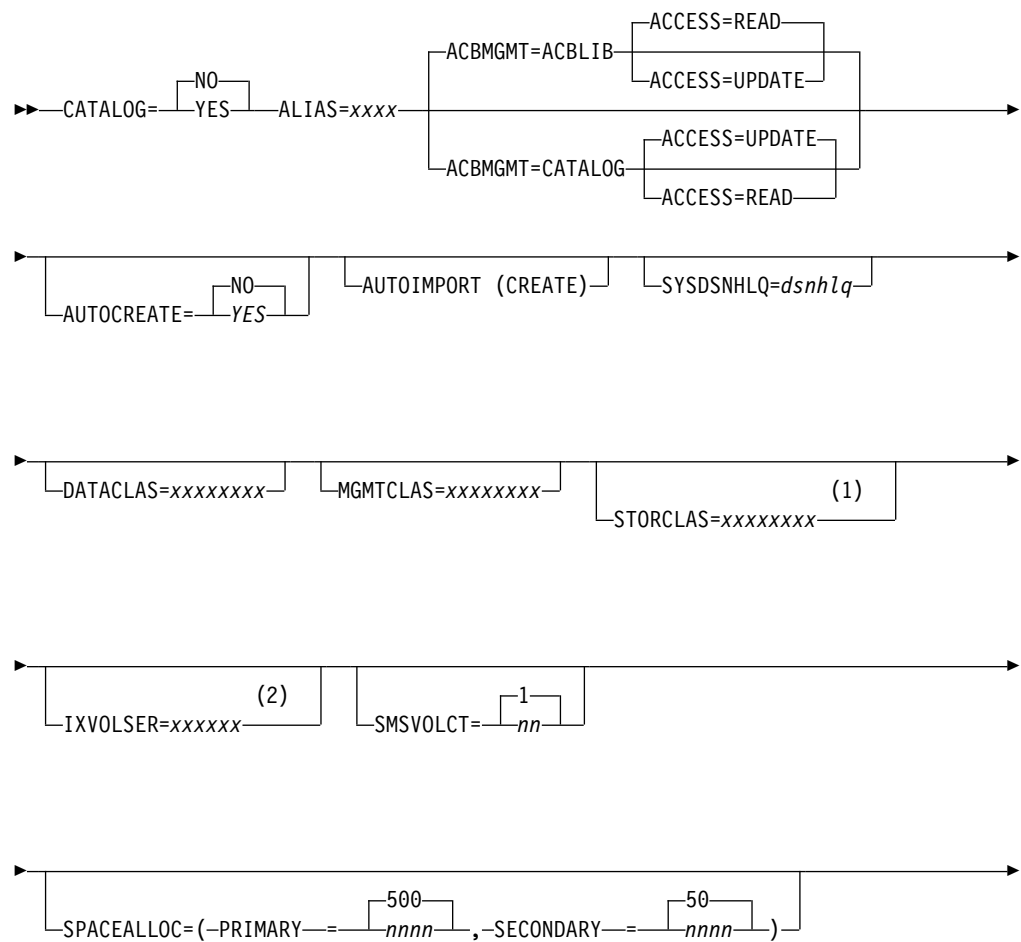 ACCESS=READ
ACBMGMT=ACBLIB
ACCESS=UPDATE
NO
CATALOG= YES ALIAS=xxxx
ACCESS=UPDATE
ACBMGMT=CATALOG
ACCESS=READ
NO
AUTOCREATE= YES
AUTOIMPORT (CREATE)
SYSDSNHLQ=dsnhlq
DATACLAS=xxxxxxxx
MGMTCLAS=xxxxxxxx
(1)
STORCLAS=xxxxxxxx
(2)
IXVOLSER=xxxxxx
1
SMSVOLCT= nn
500 50
SPACEALLOC=( PRIMARY = nnnn , SECONDARY = nnnn )